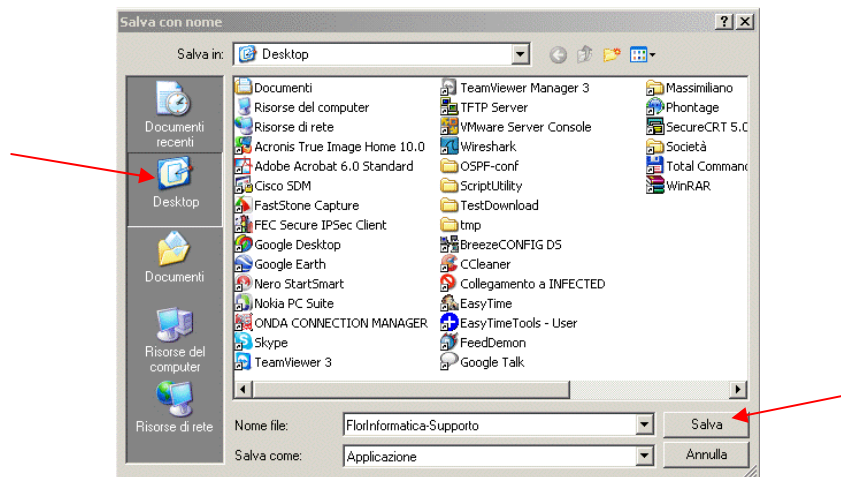 Salva con nome
Salva in:
Desktop
Documenti recenti
Desktop
Documenti
Risorse del computer
Risorse di rete
Documenti
Risorse del computer
Risorse di rete
Acronis True Image Home 10.0
Adobe Acrobat 6.0 Standard
Cisco SDM
FastStone Capture
FEC Secure IPSec Client
Google Desktop
Google Earth
Nero StartSmart
Nokia PC Suite
ONDA CONNECTION MANAGER
Skype
TeamViewer 3
TeamViewer Manager 3
TFTP Server
VMware Server Console
Wireshark
OSPF-conf
ScriptUtility
TestDownload
tmp
BreezeCONFIG DS
CCleaner
Collegamento a INFECTED
EasyTime
EasyTimeTools - User
FeedDemon
Google Talk
Massimiliano
Phontage
SecureCRT 5.0
Società
Total Comman
WinRAR
Nome file:
FlorInformatica-Supporto
Salva
Salva come:
Applicazione
Annulla